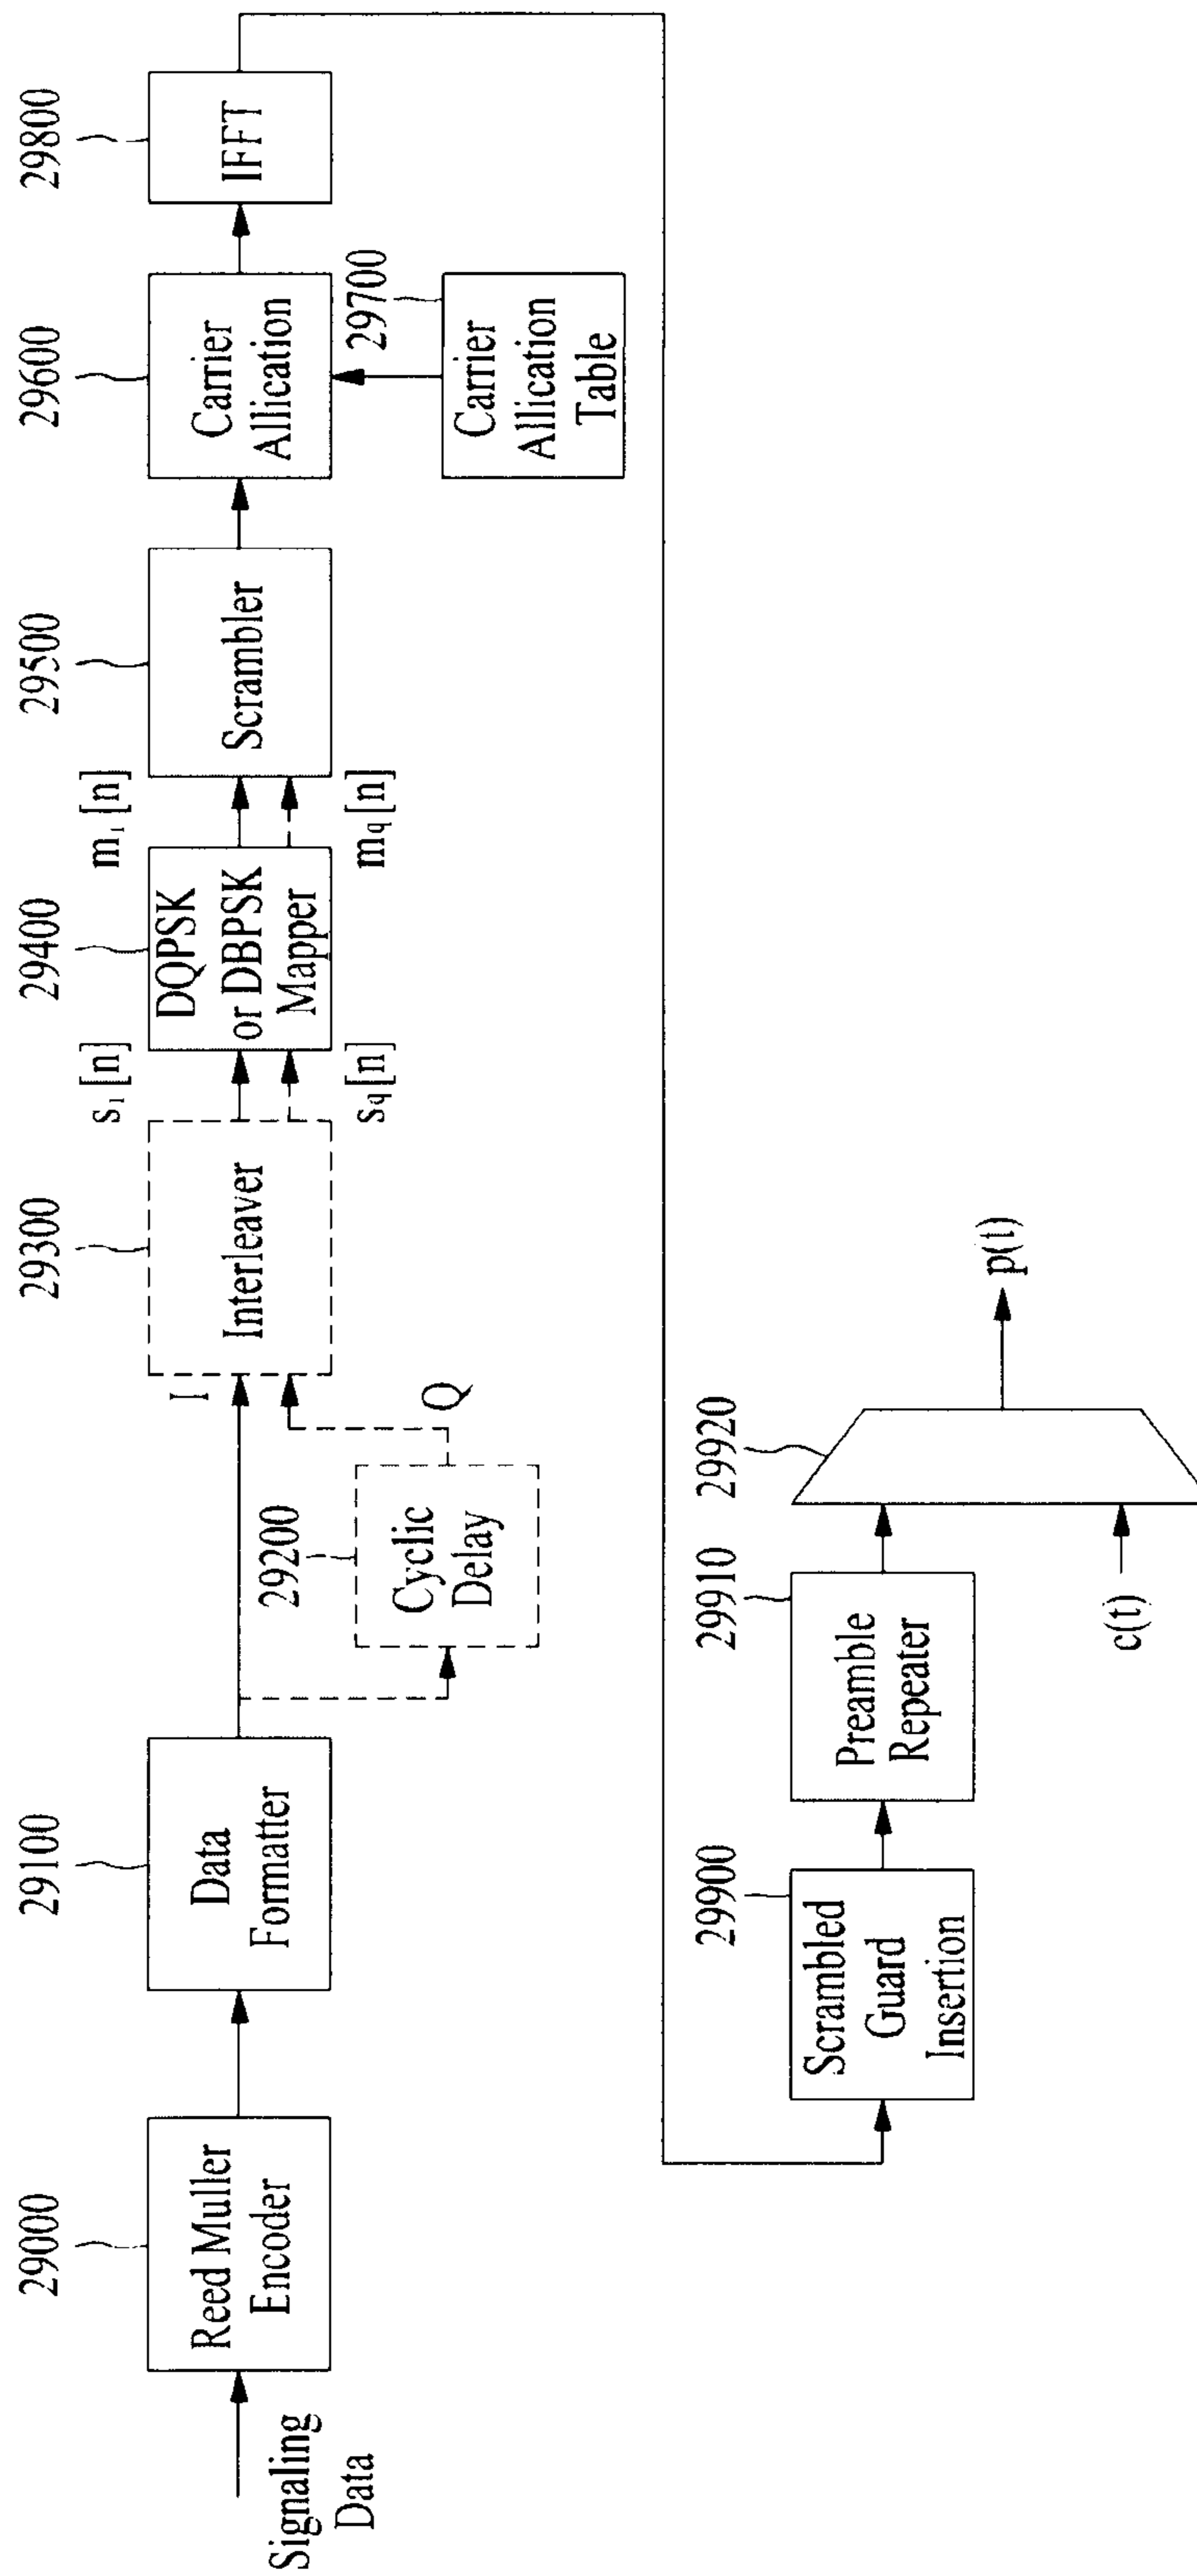 Signaling
Data
29000
Reed Muller
Encoder
29100
Data
Formatter
29200
Cyclic
Delay
I
Q
29300
Interleaver
s₁[n]
sq[n]
29400
DQPSK
or DBPSK
Mapper
m₁[n]
mq[n]
29500
Scrambler
29600
Carrier
Allication
29700
Carrier
Allication
Table
29800
IFFT
29900
Scrambled
Guard
Insertion
29910
Preamble
Repeater
c(t)
29920
p(t)